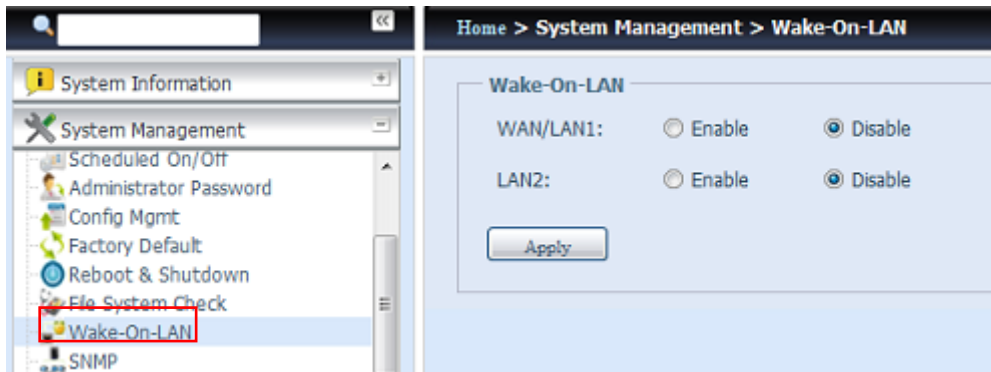 Home > System Management > Wake-On-LAN
System Information
System Management
Scheduled On/Off
Administrator Password
Config Mgmt
Factory Default
Reboot & Shutdown
File System Check
Wake-On-LAN
SNMP
Wake-On-LAN
WAN/LAN1: Enable Disable
LAN2: Enable Disable
Apply